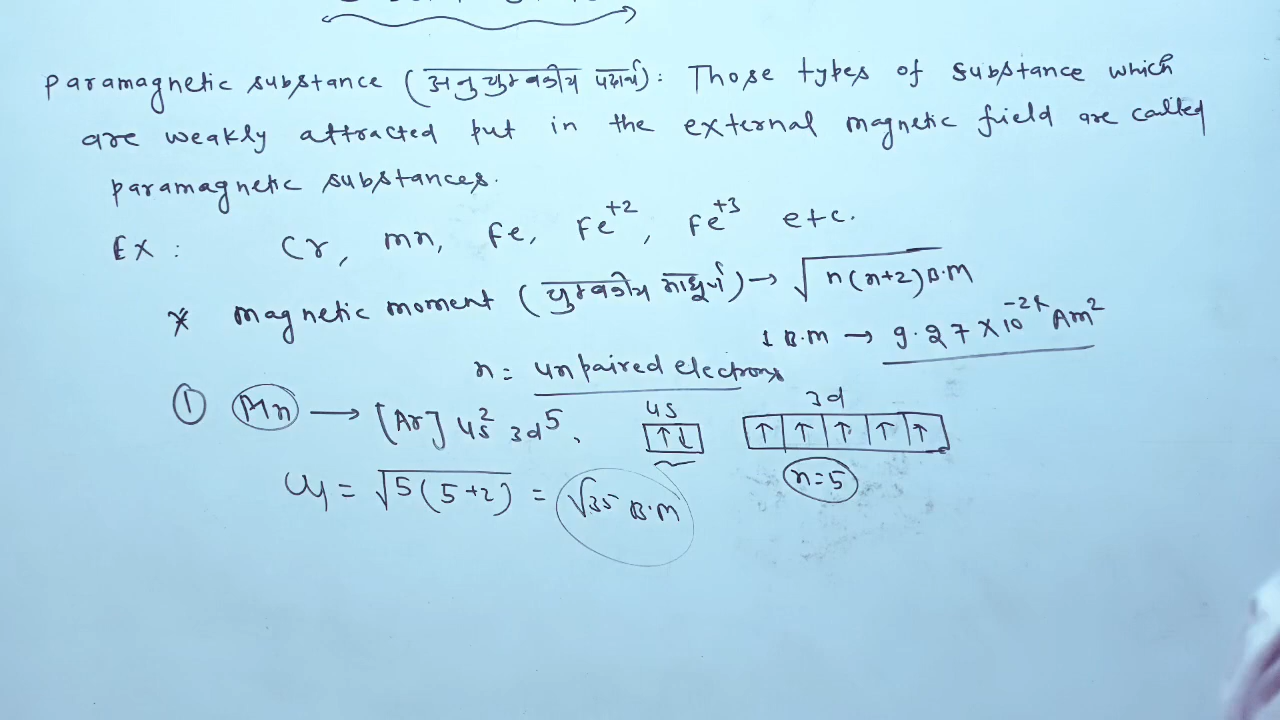 Paramagnetic substance (अनुचुम्बकीय पदार्थ): Those types of substance which
are weakly attracted put in the external magnetic field are called
paramagnetic substances.
EX : Cr, mn, Fe, Fe⁺², Fe⁺³ etc.
* magnetic moment (चुम्बकीय आघूर्ण) → √n(n+2) B.M
1 B.M → 9.27 × 10⁻²⁴ Am²
n = unpaired electrons
① Mn → [Ar] 4s² 3d⁵, 4s ↑↓ 3d ↑ ↑ ↑ ↑ ↑
n=5
μ = √5(5+2) = √35 B.M